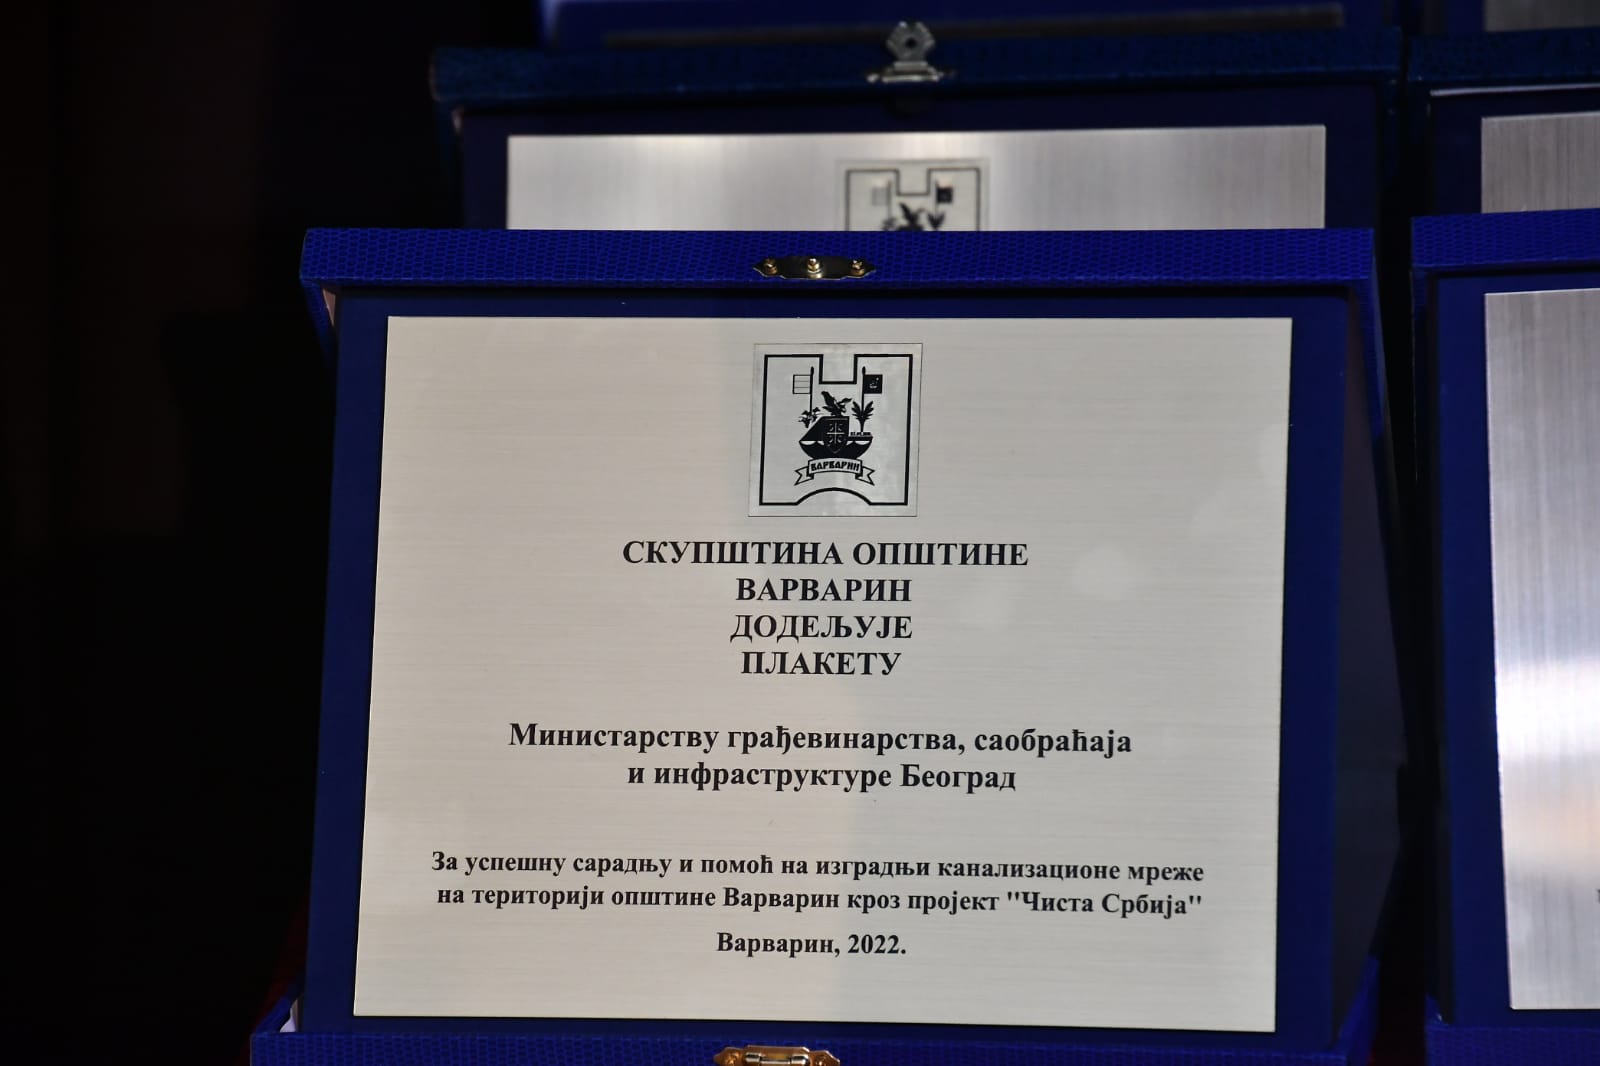 ВАРВАРИН
СКУПШТИНА ОПШТИНЕ
ВАРВАРИН
ДОДЕЉУЈЕ
ПЛАКЕТУ
Министарству грађевинарства, саобраћаја
и инфраструктуре Београд
За успешну сарадњу и помоћ на изградњи канализационе мреже
на територији општине Варварин кроз пројект "Чиста Србија"
Варварин, 2022.